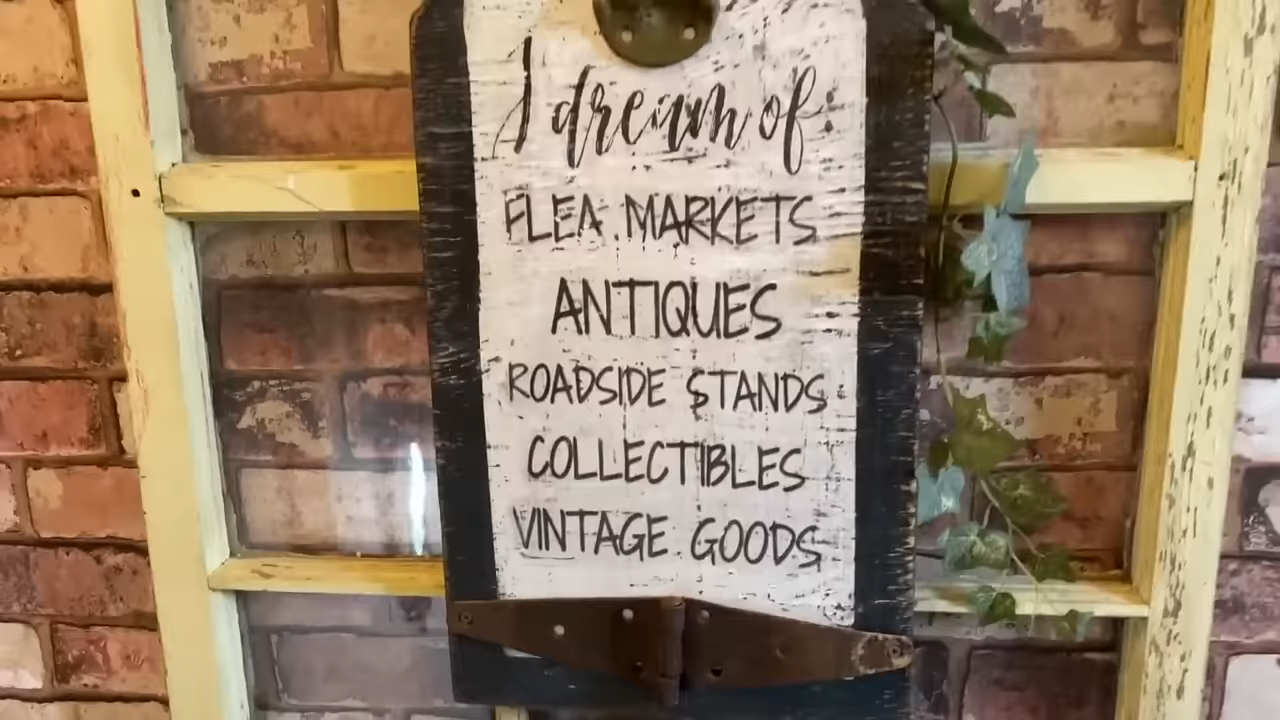 I dream of
FLEA MARKETS
ANTIQUES
ROADSIDE STANDS
COLLECTIBLES
VINTAGE GOODS